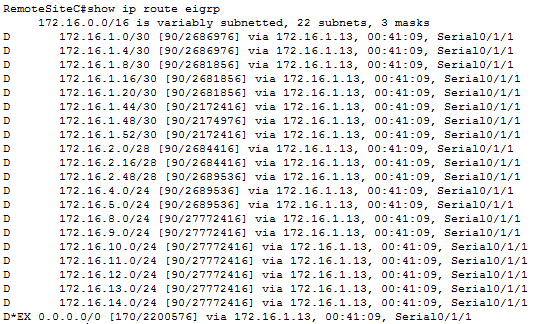 RemoteSiteC#show ip route eigrp
172.16.0.0/16 is variably subnetted, 22 subnets, 3 masks
D 172.16.1.0/30 [90/2686976] via 172.16.1.13, 00:41:09, Serial0/1/1
D 172.16.1.4/30 [90/2686976] via 172.16.1.13, 00:41:09, Serial0/1/1
D 172.16.1.8/30 [90/2681856] via 172.16.1.13, 00:41:09, Serial0/1/1
D 172.16.1.16/30 [90/2681856] via 172.16.1.13, 00:41:09, Serial0/1/1
D 172.16.1.20/30 [90/2681856] via 172.16.1.13, 00:41:09, Serial0/1/1
D 172.16.1.44/30 [90/2172416] via 172.16.1.13, 00:41:09, Serial0/1/1
D 172.16.1.48/30 [90/2174976] via 172.16.1.13, 00:41:09, Serial0/1/1
D 172.16.1.52/30 [90/2172416] via 172.16.1.13, 00:41:09, Serial0/1/1
D 172.16.2.0/28 [90/2684416] via 172.16.1.13, 00:41:09, Serial0/1/1
D 172.16.2.16/28 [90/2684416] via 172.16.1.13, 00:41:09, Serial0/1/1
D 172.16.2.48/28 [90/2689536] via 172.16.1.13, 00:41:09, Serial0/1/1
D 172.16.4.0/24 [90/2689536] via 172.16.1.13, 00:41:09, Serial0/1/1
D 172.16.5.0/24 [90/2689536] via 172.16.1.13, 00:41:09, Serial0/1/1
D 172.16.8.0/24 [90/27772416] via 172.16.1.13, 00:41:09, Serial0/1/1
D 172.16.9.0/24 [90/27772416] via 172.16.1.13, 00:41:09, Serial0/1/1
D 172.16.10.0/24 [90/27772416] via 172.16.1.13, 00:41:09, Serial0/1/1
D 172.16.11.0/24 [90/27772416] via 172.16.1.13, 00:41:09, Serial0/1/1
D 172.16.12.0/24 [90/27772416] via 172.16.1.13, 00:41:09, Serial0/1/1
D 172.16.13.0/24 [90/27772416] via 172.16.1.13, 00:41:09, Serial0/1/1
D 172.16.14.0/24 [90/27772416] via 172.16.1.13, 00:41:09, Serial0/1/1
D*EX 0.0.0.0/0 [170/2200576] via 172.16.1.13, 00:41:09, Serial0/1/1